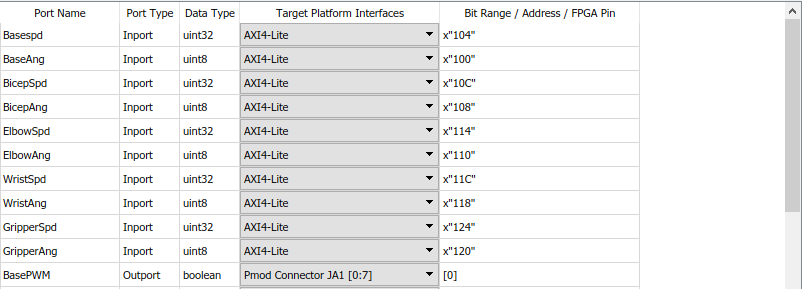 Port Name Port Type Data Type Target Platform Interfaces Bit Range / Address / FPGA Pin
Basespd Inport uint32 AXI4-Lite x"104"
BaseAng Inport uint8 AXI4-Lite x"100"
BicepSpd Inport uint32 AXI4-Lite x"10C"
BicepAng Inport uint8 AXI4-Lite x"108"
ElbowSpd Inport uint32 AXI4-Lite x"114"
ElbowAng Inport uint8 AXI4-Lite x"110"
WristSpd Inport uint32 AXI4-Lite x"11C"
WristAng Inport uint8 AXI4-Lite x"118"
GripperSpd Inport uint32 AXI4-Lite x"124"
GripperAng Inport uint8 AXI4-Lite x"120"
BasePWM Outport boolean Pmod Connector JA1 [0:7] [0]